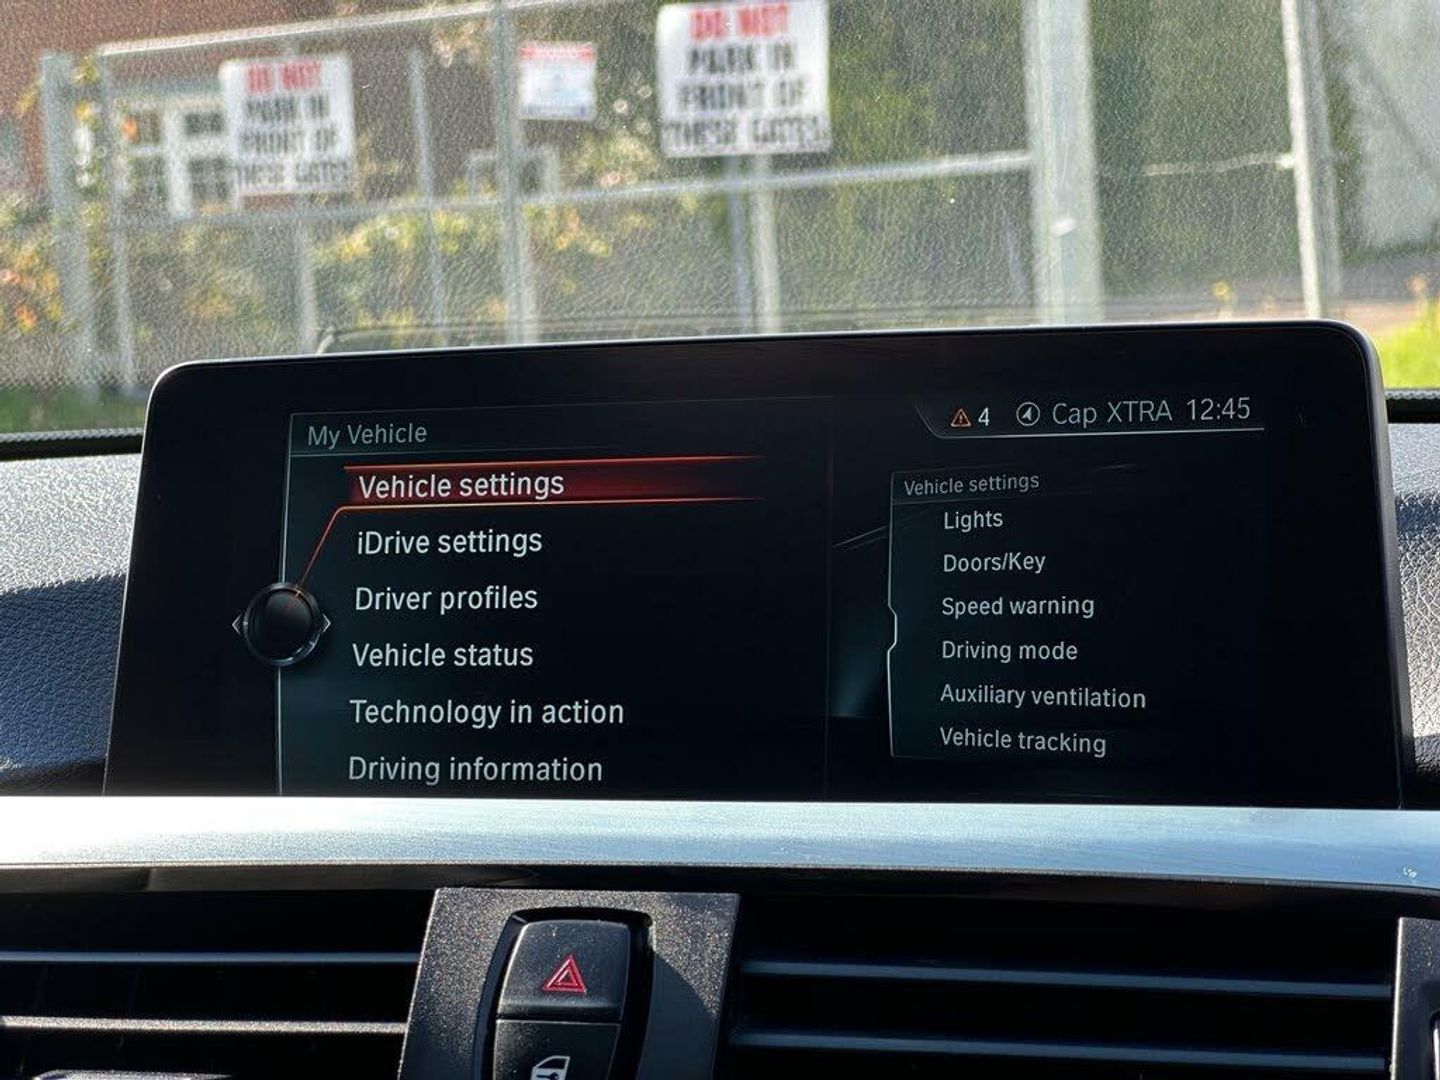 DO NOT
PARK IN
FRONT OF
THESE GATES
DO NOT
PARK IN
FRONT OF
THESE GATES
My Vehicle
Vehicle settings
iDrive settings
Driver profiles
Vehicle status
Technology in action
Driving information
4 Cap XTRA 12:45
Vehicle settings
Lights
Doors/Key
Speed warning
Driving mode
Auxiliary ventilation
Vehicle tracking